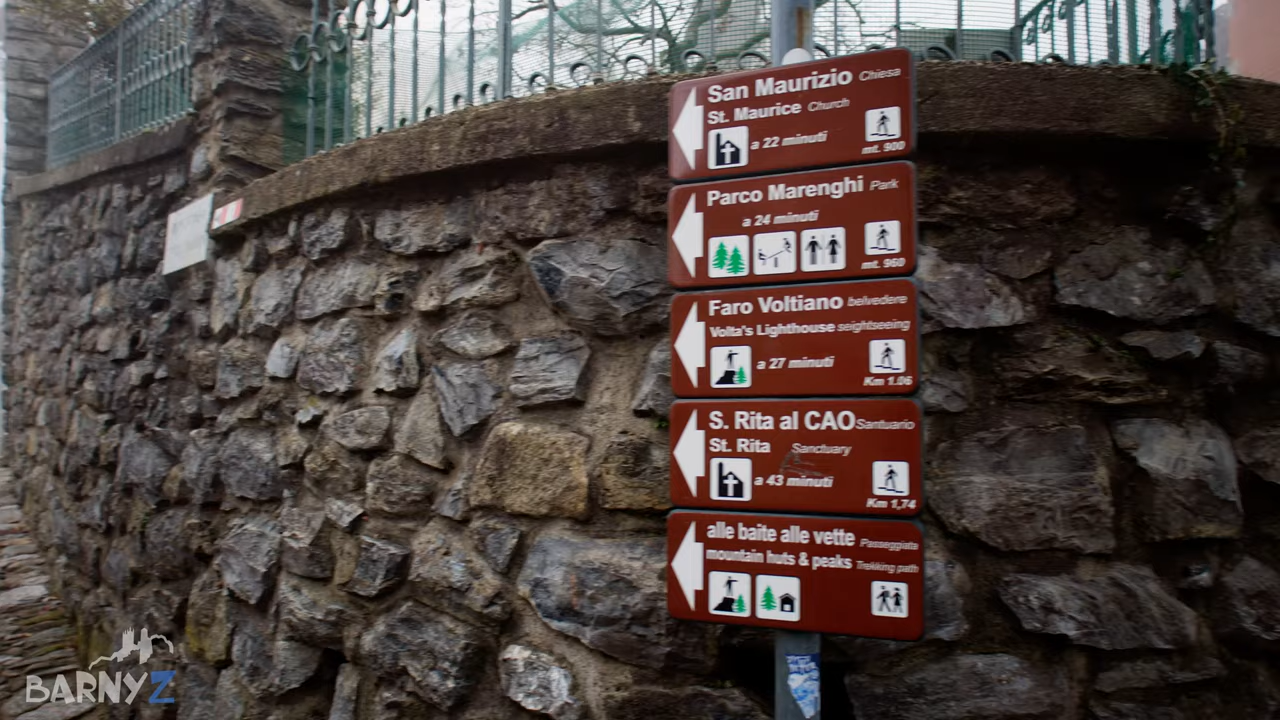 San Maurizio Chiesa
St. Maurice Church
a 22 minuti
mt. 900
Parco Marenghi Park
a 24 minuti
mt. 960
Faro Voltiano belvedere
Volta's Lighthouse seightseeing
a 27 minuti
Km 1.06
S. Rita al CAO Santuario
St. Rita Sanctuary
a 43 minuti
Km 1,74
alle baite alle vette Passeggiata
mountain huts & peaks Trekking path
BARNYZ